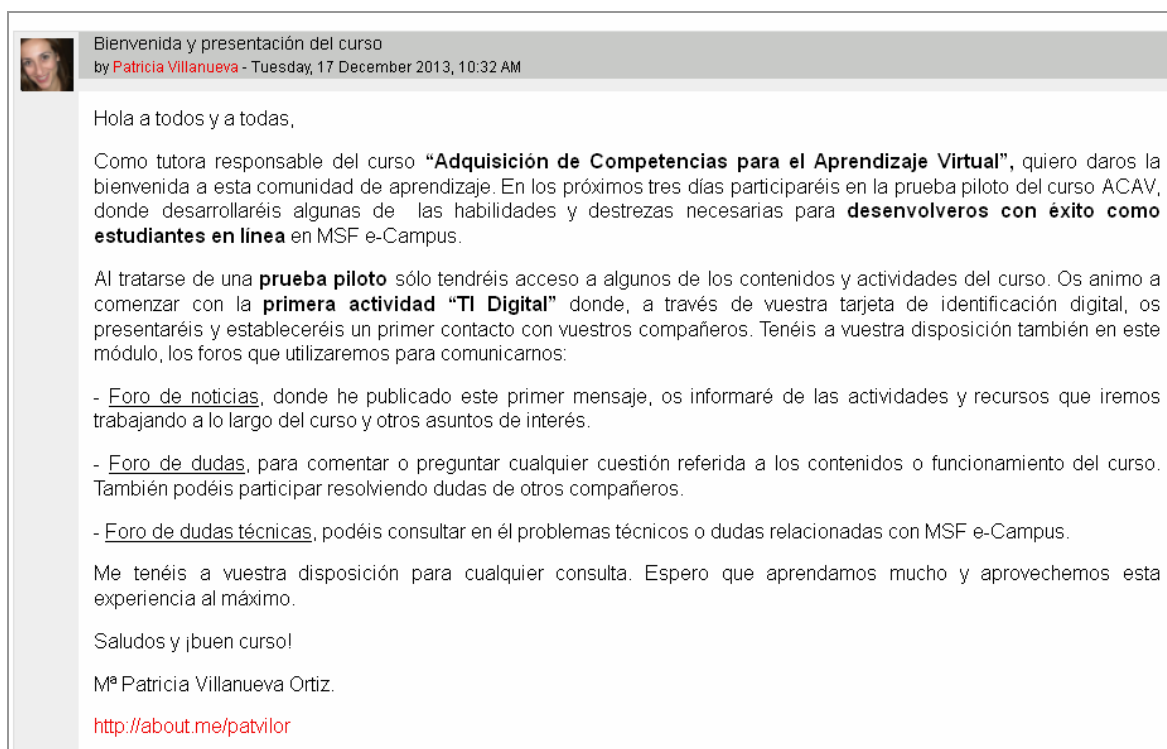 Bienvenida y presentación del curso
by Patricia Villanueva - Tuesday, 17 December 2013, 10:32 AM
Hola a todos y a todas,
Como tutora responsable del curso “Adquisición de Competencias para el Aprendizaje Virtual”, quiero daros la
bienvenida a esta comunidad de aprendizaje. En los próximos tres días participaréis en la prueba piloto del curso ACAV,
donde desarrollaréis algunas de las habilidades y destrezas necesarias para desenvolveros con éxito como
estudiantes en línea en MSF e-Campus.
Al tratarse de una prueba piloto sólo tendréis acceso a algunos de los contenidos y actividades del curso. Os animo a
comenzar con la primera actividad “TI Digital” donde, a través de vuestra tarjeta de identificación digital, os
presentaréis y estableceréis un primer contacto con vuestros compañeros. Tenéis a vuestra disposición también en este
módulo, los foros que utilizaremos para comunicarnos:
- Foro de noticias, donde he publicado este primer mensaje, os informaré de las actividades y recursos que iremos
trabajando a lo largo del curso y otros asuntos de interés.
- Foro de dudas, para comentar o preguntar cualquier cuestión referida a los contenidos o funcionamiento del curso.
También podéis participar resolviendo dudas de otros compañeros.
- Foro de dudas técnicas, podéis consultar en él problemas técnicos o dudas relacionadas con MSF e-Campus.
Me tenéis a vuestra disposición para cualquier consulta. Espero que aprendamos mucho y aprovechemos esta
experiencia al máximo.
Saludos y ¡buen curso!
Mª Patricia Villanueva Ortiz.
http://about.me/patvilor